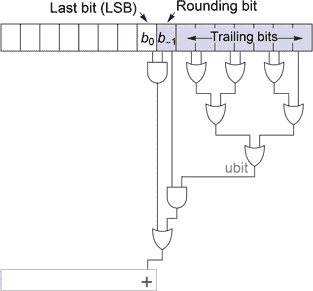 Last bit (LSB)
Rounding bit
b₀ b₋₁ Trailing bits
ubit
+